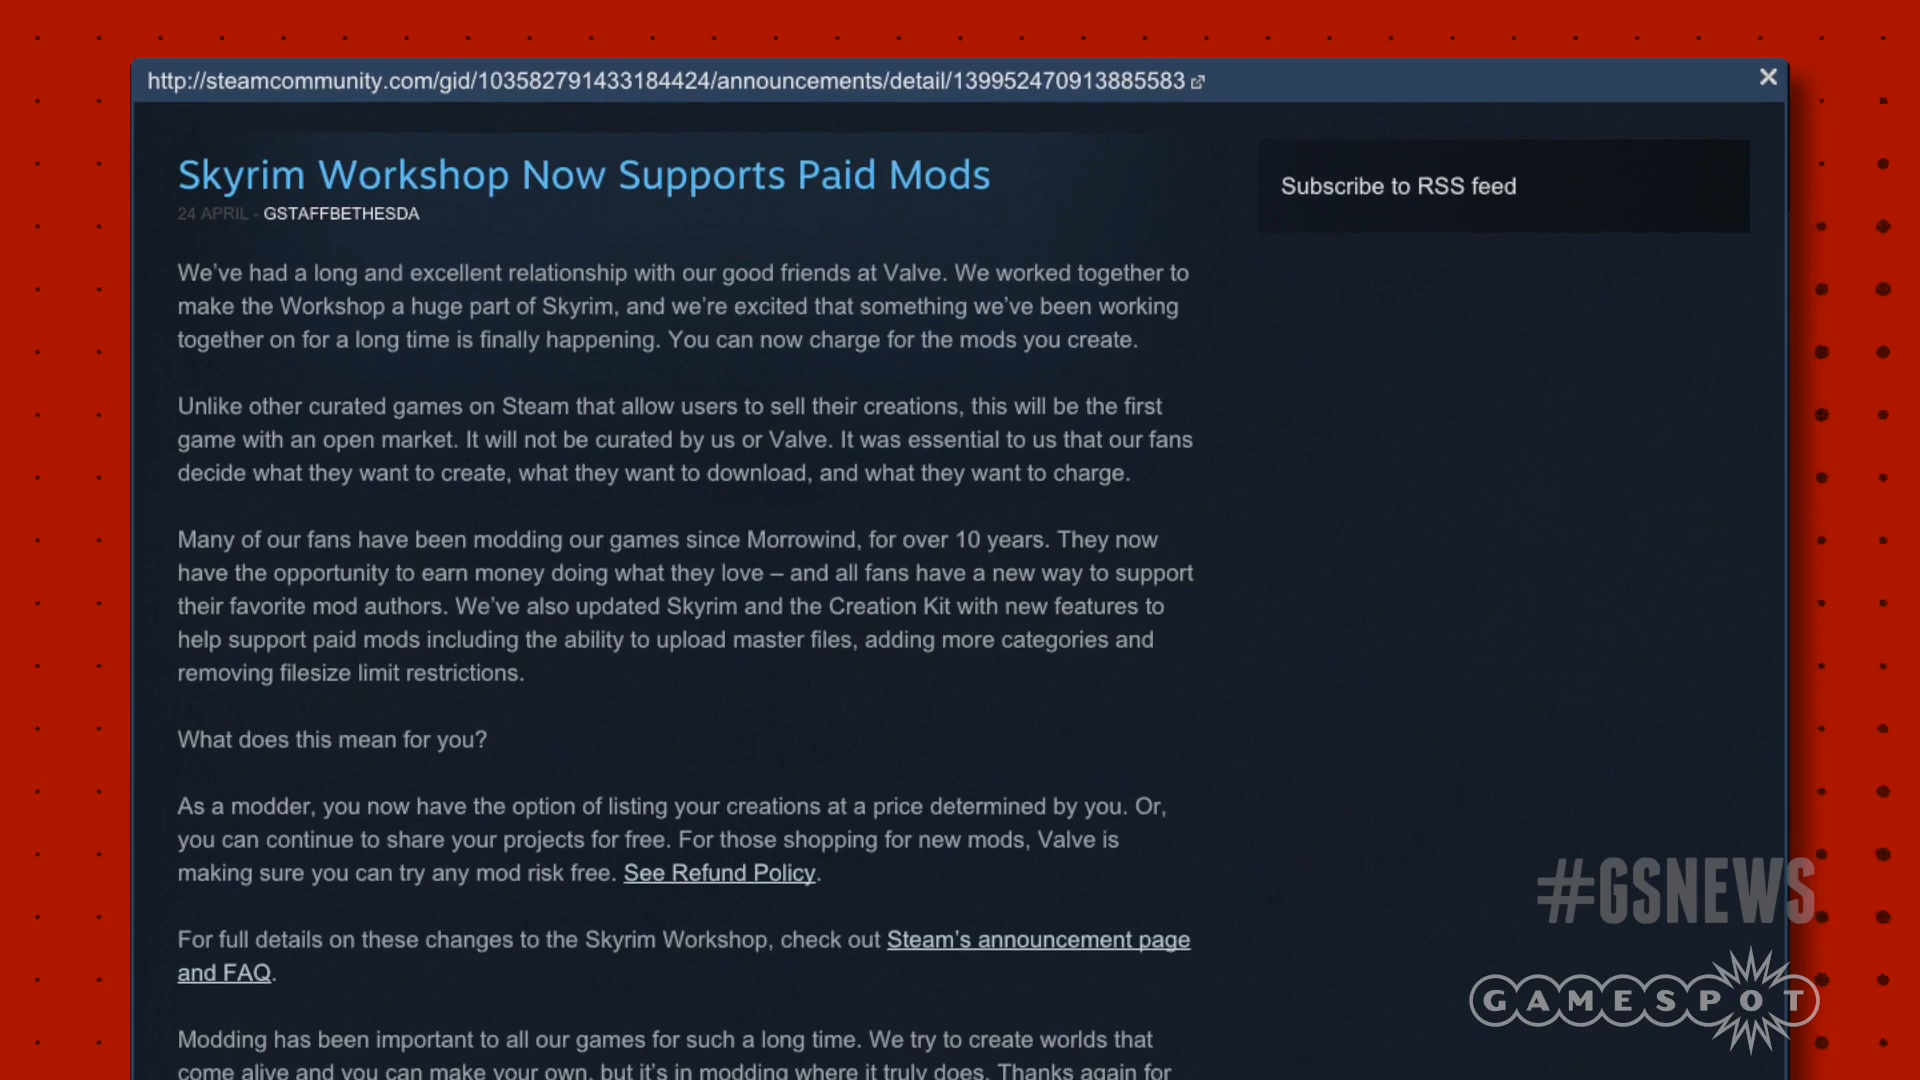 http://steamcommunity.com/gid/103582791433184424/announcements/detail/139952470913885583
Skyrim Workshop Now Supports Paid Mods
24 APRIL - GSTAFFBETHESDA
Subscribe to RSS feed
We’ve had a long and excellent relationship with our good friends at Valve. We worked together to
make the Workshop a huge part of Skyrim, and we’re excited that something we’ve been working
together on for a long time is finally happening. You can now charge for the mods you create.
Unlike other curated games on Steam that allow users to sell their creations, this will be the first
game with an open market. It will not be curated by us or Valve. It was essential to us that our fans
decide what they want to create, what they want to download, and what they want to charge.
Many of our fans have been modding our games since Morrowind, for over 10 years. They now
have the opportunity to earn money doing what they love – and all fans have a new way to support
their favorite mod authors. We’ve also updated Skyrim and the Creation Kit with new features to
help support paid mods including the ability to upload master files, adding more categories and
removing filesize limit restrictions.
What does this mean for you?
As a modder, you now have the option of listing your creations at a price determined by you. Or,
you can continue to share your projects for free. For those shopping for new mods, Valve is
making sure you can try any mod risk free. See Refund Policy.
For full details on these changes to the Skyrim Workshop, check out Steam’s announcement page
and FAQ.
Modding has been important to all our games for such a long time. We try to create worlds that
come alive and you can make your own, but it’s in modding where it truly does. Thanks again for
#GSNEWS
GAMESPOT